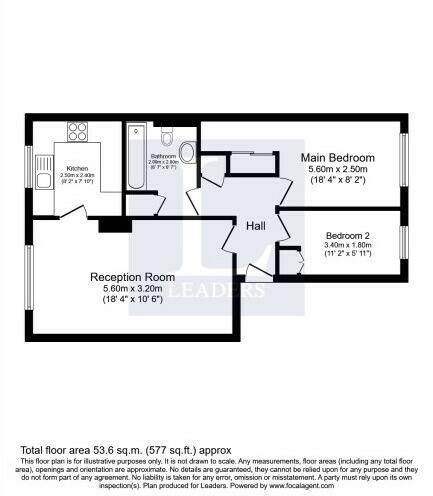 Kitchen
2.50m x 2.40m
(8' 2" x 7' 10")
Bathroom
2.00m x 2.00m
(6' 7" x 6' 7")
Main Bedroom
5.60m x 2.50m
(18' 4" x 8' 2")
Hall
Bedroom 2
3.40m x 1.80m
(11' 2" x 5' 11")
Reception Room
5.60m x 3.20m
(18' 4" x 10' 6")
LEADERS
Total floor area 53.6 sq.m. (577 sq.ft.) approx
This floor plan is for illustrative purposes only. It is not drawn to scale. Any measurements, floor areas (including any total floor
area), openings and orientation are approximate. No details are guaranteed, they cannot be relied upon for any purpose and they
do not form part of any agreement. No liability is taken for any error, omission or misstatement. A party must rely upon its own
inspection(s). Plan produced for Leaders. Powered by www.focalagent.com